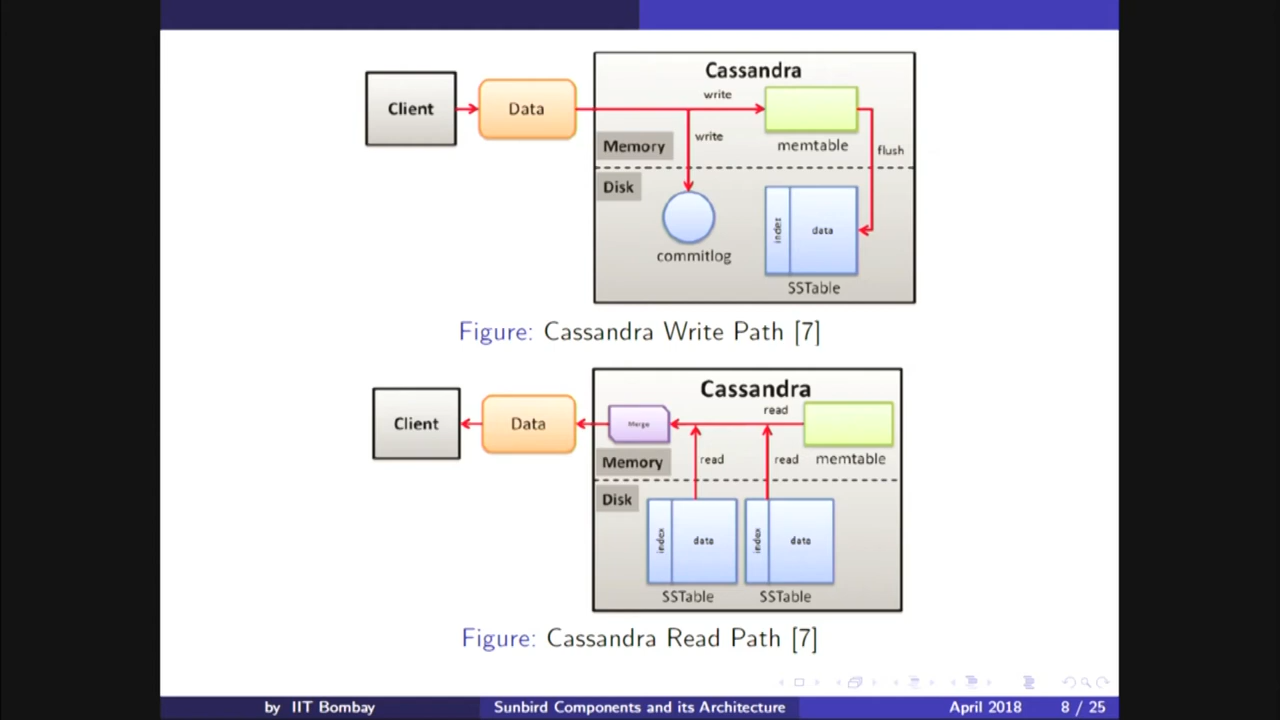 Cassandra
Client
Data
write
write
memtable
Memory
flush
Disk
index
data
commitlog
SSTable
Figure: Cassandra Write Path [7]
Cassandra
Client
Data
Merge
read
read
read
memtable
Memory
Disk
index
data
index
data
SSTable
SSTable
Figure: Cassandra Read Path [7]
by IIT Bombay
Sunbird Components and its Architecture
April 2018
8 / 25